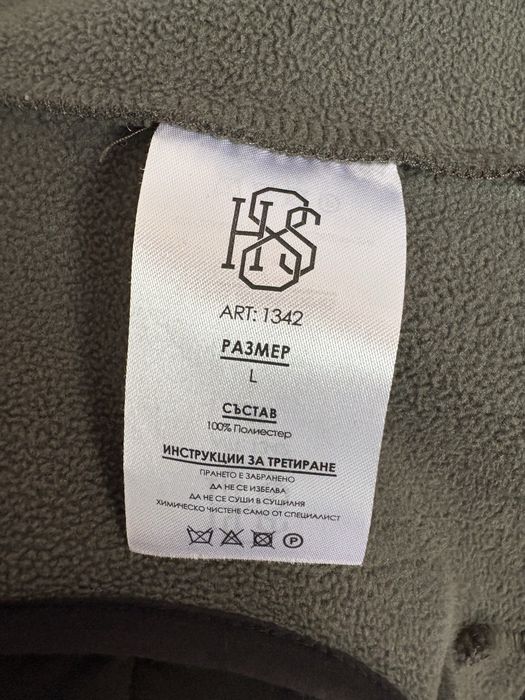 HSS
ART: 1342
РАЗМЕР
L
СЪСТАВ
100% Полиестер
ИНСТРУКЦИИ ЗА ТРЕТИРАНЕ
ПРАНЕТО Е ЗАБРАНЕНО
ДА НЕ СЕ ИЗБЕЛВА
ДА НЕ СЕ СУШИ В СУШИЛНЯ
ХИМИЧЕСКО ЧИСТЕНЕ САМО ОТ СПЕЦИАЛИСТ
P